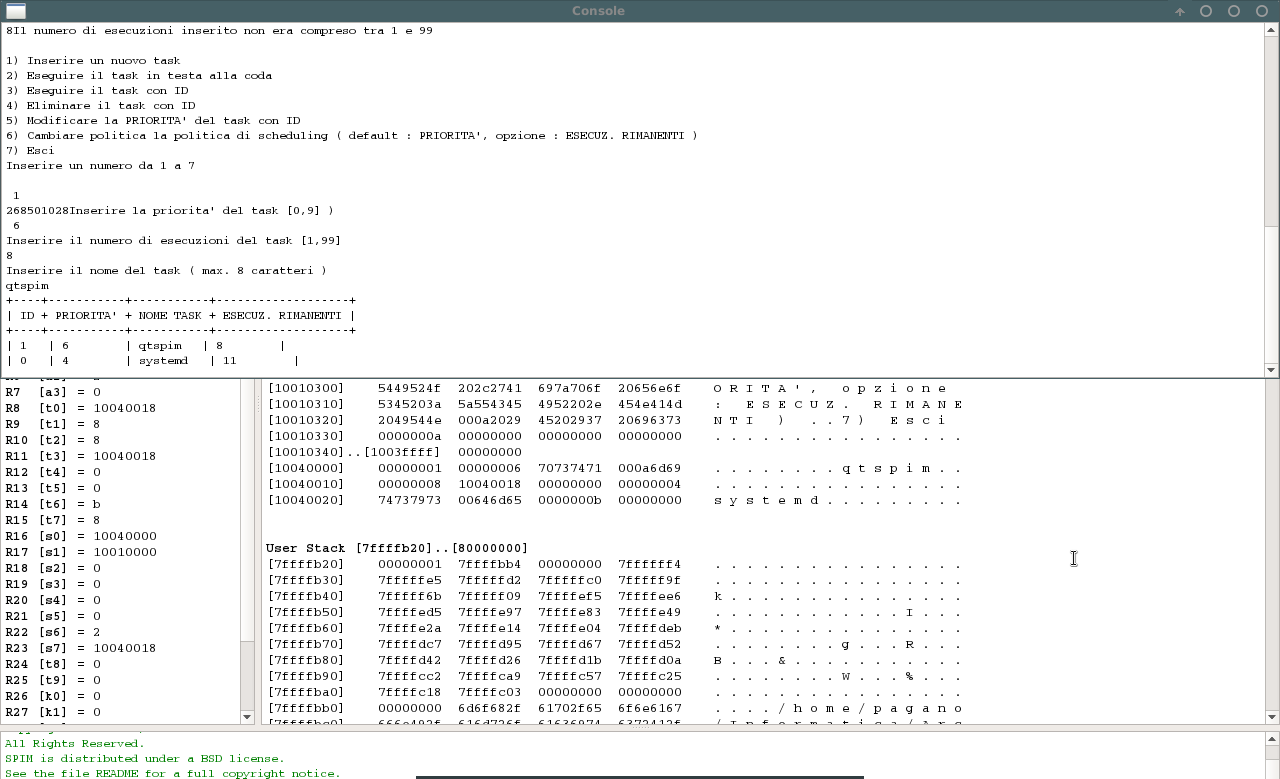 Console
8Il numero di esecuzioni inserito non era compreso tra 1 e 99
1) Inserire un nuovo task
2) Eseguire il task in testa alla coda
3) Eseguire il task con ID
4) Eliminare il task con ID
5) Modificare la PRIORITA' del task con ID
6) Cambiare politica la politica di scheduling ( default : PRIORITA', opzione : ESECUZ. RIMANENTI )
7) Esci
Inserire un numero da 1 a 7
1
268501028Inserire la priorita' del task [0,9] )
6
Inserire il numero di esecuzioni del task [1,99]
8
Inserire il nome del task ( max. 8 caratteri )
qtspim
+----+-----------+-----------+-------------------+
| ID + PRIORITA' + NOME TASK + ESECUZ. RIMANENTI |
+----+-----------+-----------+-------------------+
| 1 | 6 | qtspim | 8 |
| 0 | 4 | systemd | 11 |
R7 [a3] = 0
R8 [t0] = 10040018
R9 [t1] = 8
R10 [t2] = 8
R11 [t3] = 10040018
R12 [t4] = 0
R13 [t5] = 0
R14 [t6] = b
R15 [t7] = 8
R16 [s0] = 10040000
R17 [s1] = 10010000
R18 [s2] = 0
R19 [s3] = 0
R20 [s4] = 0
R21 [s5] = 0
R22 [s6] = 2
R23 [s7] = 10040018
R24 [t8] = 0
R25 [t9] = 0
R26 [k0] = 0
R27 [k1] = 0
[10010300] 5449524f 202c2741 697a706f 20656e6f O R I T A ' , o p z i o n e
[10010310] 5345203a 5a554345 4952202e 454e414d : E S E C U Z . R I M A N E
[10010320] 2049544e 000a2029 45202937 20696373 N T I ) . . 7 ) E s c i
[10010330] 0000000a 00000000 00000000 00000000 . . . . . . . . . . . . . . . .
[10010340]..[1003ffff] 00000000
[10040000] 00000001 00000006 70737471 000a6d69 . . . . . . . . q t s p i m . .
[10040010] 00000008 10040018 00000000 00000004 . . . . . . . . . . . . . . . .
[10040020] 74737973 00646d65 0000000b 00000000 s y s t e m d . . . . . . . . .
User Stack [7ffffb20]..[80000000]
[7ffffb20] 00000001 7ffffbb4 00000000 7ffffff4 . . . . . . . . . . . . . . . .
[7ffffb30] 7fffffe5 7fffffd2 7fffffc0 7fffff9f . . . . . . . . . . . . . . . .
[7ffffb40] 7fffff6b 7fffff09 7ffffef5 7ffffee6 k . . . . . . . . . . . . . . .
[7ffffb50] 7ffffed5 7ffffe97 7ffffe83 7ffffe49 . . . . . . . . . . . . I . . .
[7ffffb60] 7ffffe2a 7ffffe14 7ffffe04 7ffffdeb * . . . . . . . . . . . . . . .
[7ffffb70] 7ffffdc7 7ffffd95 7ffffd67 7ffffd52 . . . . . . . . g . . . R . . .
[7ffffb80] 7ffffd42 7ffffd26 7ffffd1b 7ffffd0a B . . . & . . . . . . . . . . .
[7ffffb90] 7ffffcc2 7ffffca9 7ffffc57 7ffffc25 . . . . . . . . W . . . % . . .
[7ffffba0] 7ffffc18 7ffffc03 00000000 00000000 . . . . . . . . . . . . . . . .
[7ffffbb0] 00000000 6d6f682f 61702f65 6f6e6167 . . . . / h o m e / p a g a n o
All Rights Reserved.
SPIM is distributed under a BSD license.
See the file README for a full copyright notice.